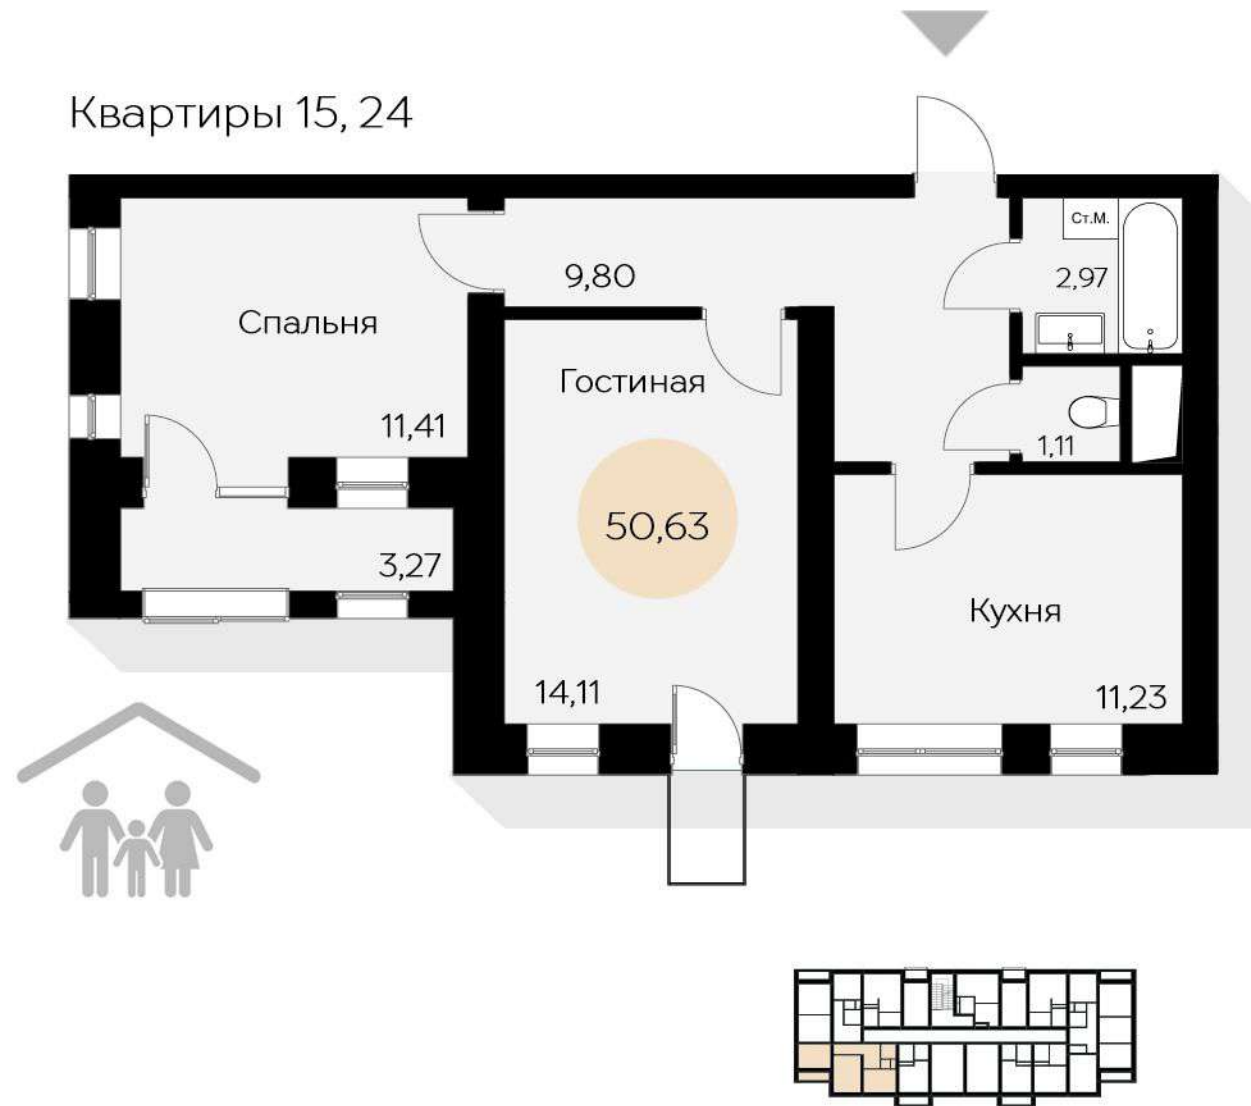 Квартиры 15, 24
Ст.М.
9,80
2,97
Спальня
Гостиная
11,41
1,11
50,63
3,27
Кухня
14,11
11,23